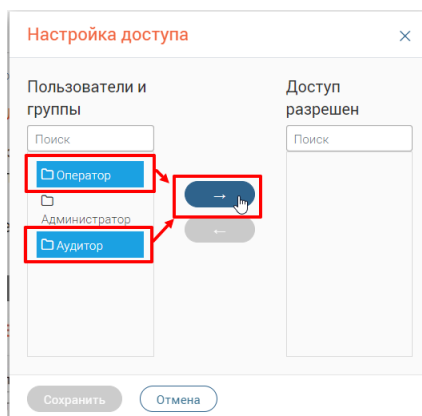 Настройка доступа
Пользователи и
группы
Поиск
Оператор
Администратор
Аудитор
→
←
Доступ
разрешен
Поиск
Сохранить
Отмена